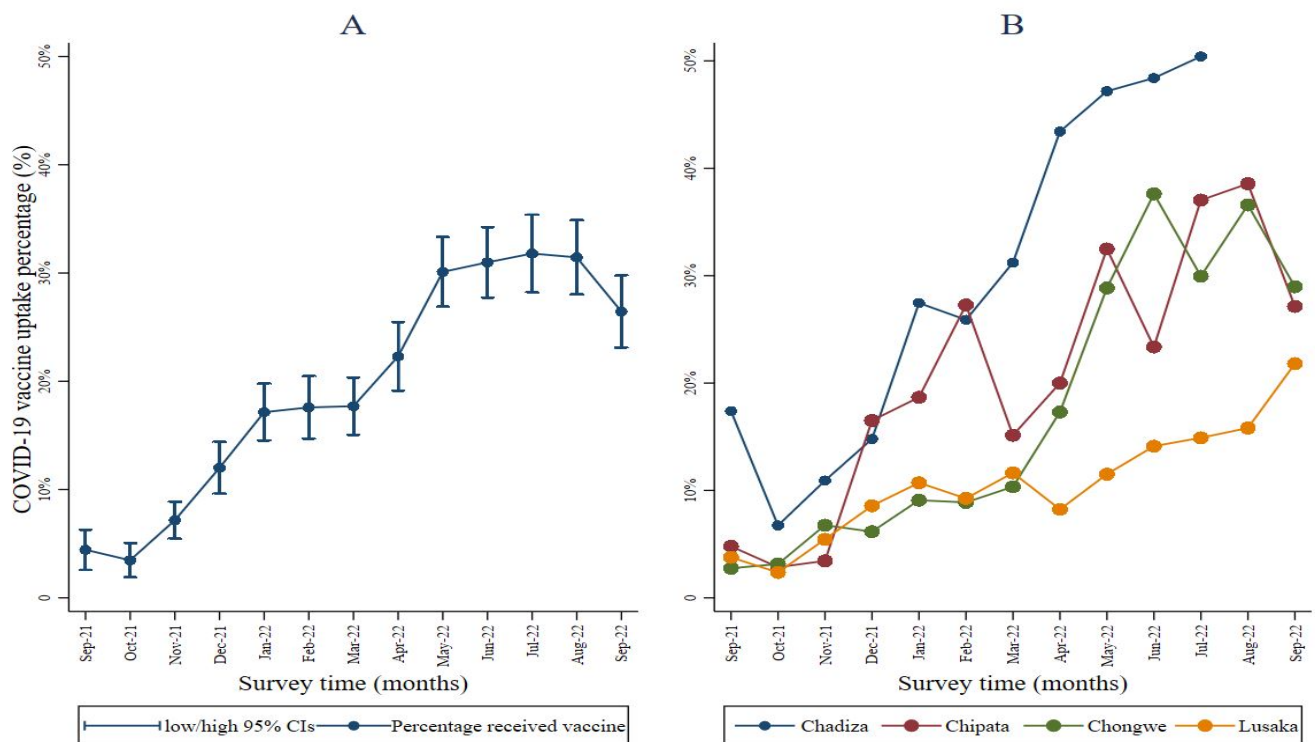 A
COVID-19 vaccine uptake percentage (%)
50%
40%
30%
20%
10%
0
Sep-21
Oct-21
Nov-21
Dec-21
Jan-22
Feb-22
Mar-22
Apr-22
May-22
Jun-22
Jul-22
Aug-22
Sep-22
Survey time (months)
low/high 95% CIs
Percentage received vaccine
B
50%
40%
30%
20%
10%
0
Sep-21
Oct-21
Nov-21
Dec-21
Jan-22
Feb-22
Mar-22
Apr-22
May-22
Jun-22
Jul-22
Aug-22
Sep-22
Survey time (months)
Chadiza
Chipata
Chongwe
Lusaka